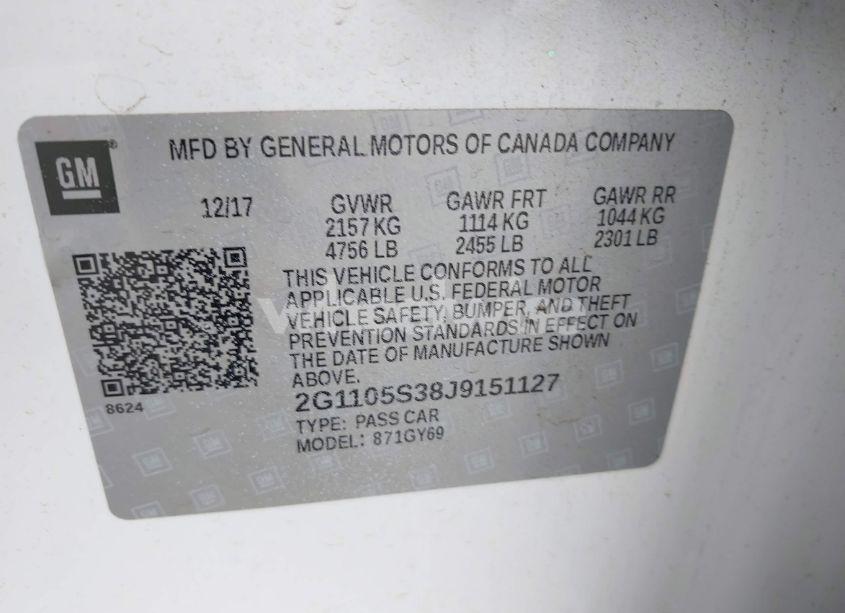 GM ®
MFD BY GENERAL MOTORS OF CANADA COMPANY
12/17 GVWR GAWR FRT GAWR RR
2157 KG 1114 KG 1044 KG
4756 LB 2455 LB 2301 LB
THIS VEHICLE CONFORMS TO ALL
APPLICABLE U.S. FEDERAL MOTOR
VEHICLE SAFETY, BUMPER, AND THEFT
PREVENTION STANDARDS IN EFFECT ON
THE DATE OF MANUFACTURE SHOWN
ABOVE.
8624
2G1105S38J9151127
TYPE: PASS CAR
MODEL: 871GY69